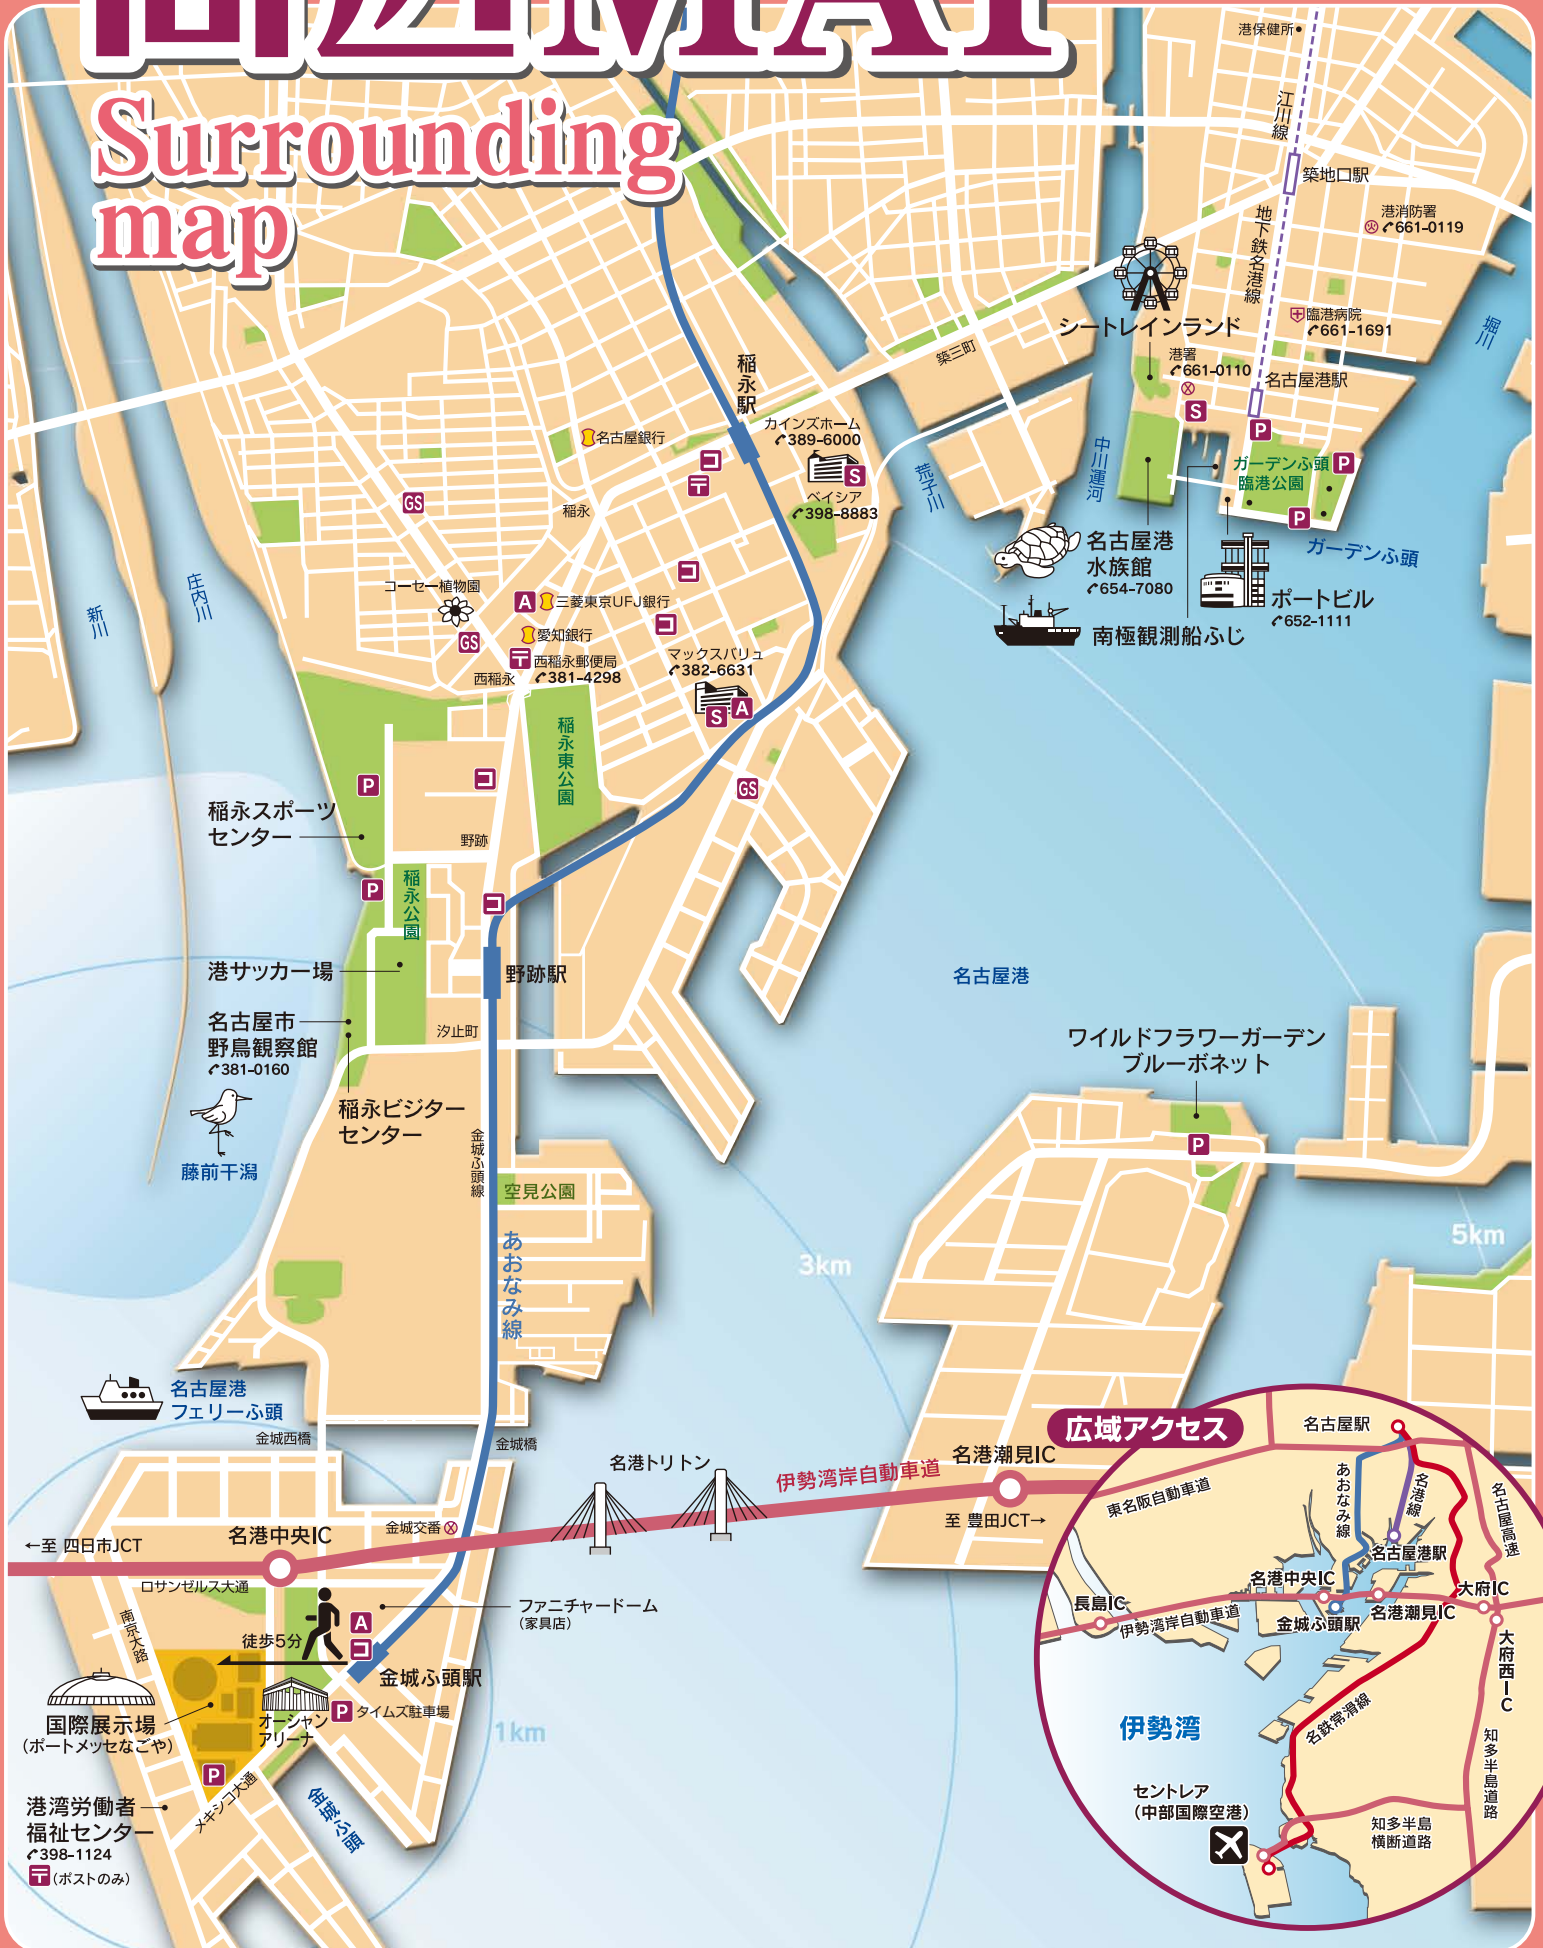 MAP
Surrounding
map
港保健所
江川線
築地口駅
港消防署
661-0119
地下鉄名港線
臨港病院
661-1691
堀川
シートレインランド
港署
661-0110
名古屋港駅
築三町
稲永駅
カインズホーム
389-6000
S
ベイシア
398-8883
名古屋銀行
コ
〒
GS
稲永
荒子川
中川運河
S
P
ガーデンふ頭
臨港公園
P
P
ガーデンふ頭
名古屋港
水族館
654-7080
ポートビル
652-1111
南極観測船ふじ
新川
庄内川
コーセー植物園
GS
A
三菱東京UFJ銀行
愛知銀行
〒
西稲永郵便局
381-4298
西稲永
コ
コ
マックスバリュ
382-6631
S
A
稲永東公園
GS
P
コ
稲永スポーツ
センター
野跡
P
稲永公園
コ
港サッカー場
野跡駅
名古屋市
野鳥観察館
381-0160
汐止町
稲永ビジター
センター
藤前干潟
金城ふ頭線
空見公園
あおなみ線
名古屋港
ワイルドフラワーガーデン
ブルーボネット
P
3km
5km
名古屋港
フェリーふ頭
金城西橋
金城橋
名港トリトン
伊勢湾岸自動車道
名港潮見IC
至 豊田JCT→
←至 四日市JCT
名港中央IC
金城交番
ロサンゼルス大通
南京大路
徒歩5分
A
コ
ファニチャードーム
(家具店)
金城ふ頭駅
P
タイムズ駐車場
国際展示場
(ポートメッセなごや)
オーシャン
アリーナ
P
メキシコ大通
金城ふ頭
1km
港湾労働者
福祉センター
398-1124
〒
(ポストのみ)
広域アクセス
名古屋駅
東名阪自動車道
あおなみ線
名港線
名古屋高速
名古屋港駅
名港中央IC
大府IC
長島IC
伊勢湾岸自動車道
金城ふ頭駅
名港潮見IC
大府西IC
伊勢湾
名鉄常滑線
知多半島道路
セントレア
(中部国際空港)
知多半島
横断道路